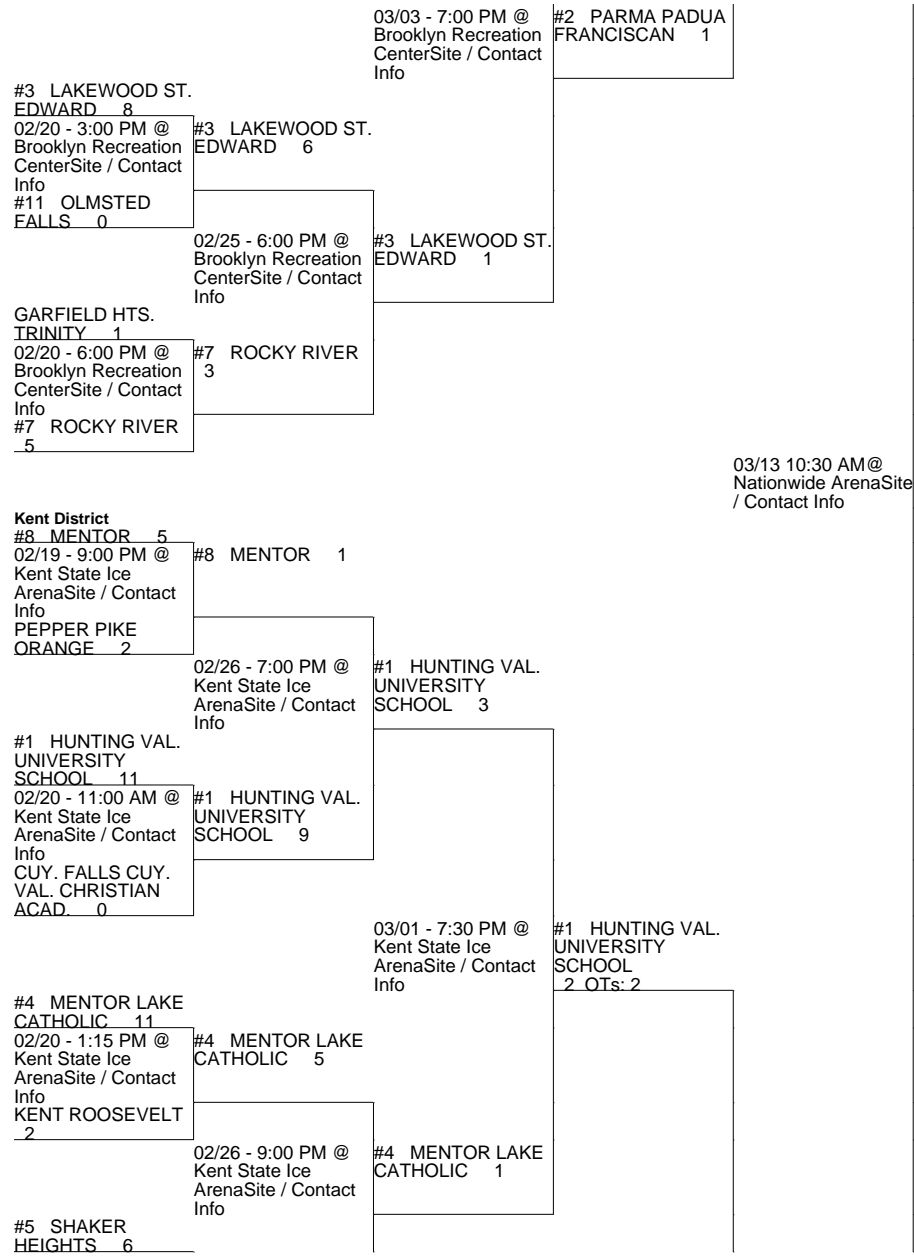 03/03 - 7:00 PM @
Brooklyn Recreation
CenterSite / Contact
Info
#2 PARMA PADUA
FRANCISCAN 1
#3 LAKEWOOD ST.
EDWARD 8
02/20 - 3:00 PM @
Brooklyn Recreation
CenterSite / Contact
Info
#11 OLMSTED
FALLS 0
#3 LAKEWOOD ST.
EDWARD 6
02/25 - 6:00 PM @
Brooklyn Recreation
CenterSite / Contact
Info
#3 LAKEWOOD ST.
EDWARD 1
GARFIELD HTS.
TRINITY 1
02/20 - 6:00 PM @
Brooklyn Recreation
CenterSite / Contact
Info
#7 ROCKY RIVER
5
#7 ROCKY RIVER
3
03/13 10:30 AM@
Nationwide ArenaSite
/ Contact Info
Kent District
#8 MENTOR 5
02/19 - 9:00 PM @
Kent State Ice
ArenaSite / Contact
Info
PEPPER PIKE
ORANGE 2
#8 MENTOR 1
02/26 - 7:00 PM @
Kent State Ice
ArenaSite / Contact
Info
#1 HUNTING VAL.
UNIVERSITY
SCHOOL 3
#1 HUNTING VAL.
UNIVERSITY
SCHOOL 11
02/20 - 11:00 AM @
Kent State Ice
ArenaSite / Contact
Info
CUY. FALLS CUY.
VAL. CHRISTIAN
ACAD. 0
#1 HUNTING VAL.
UNIVERSITY
SCHOOL 9
03/01 - 7:30 PM @
Kent State Ice
ArenaSite / Contact
Info
#1 HUNTING VAL.
UNIVERSITY
SCHOOL
2 OTs: 2
#4 MENTOR LAKE
CATHOLIC 11
02/20 - 1:15 PM @
Kent State Ice
ArenaSite / Contact
Info
KENT ROOSEVELT
2
#4 MENTOR LAKE
CATHOLIC 5
02/26 - 9:00 PM @
Kent State Ice
ArenaSite / Contact
Info
#4 MENTOR LAKE
CATHOLIC 1
#5 SHAKER
HEIGHTS 6